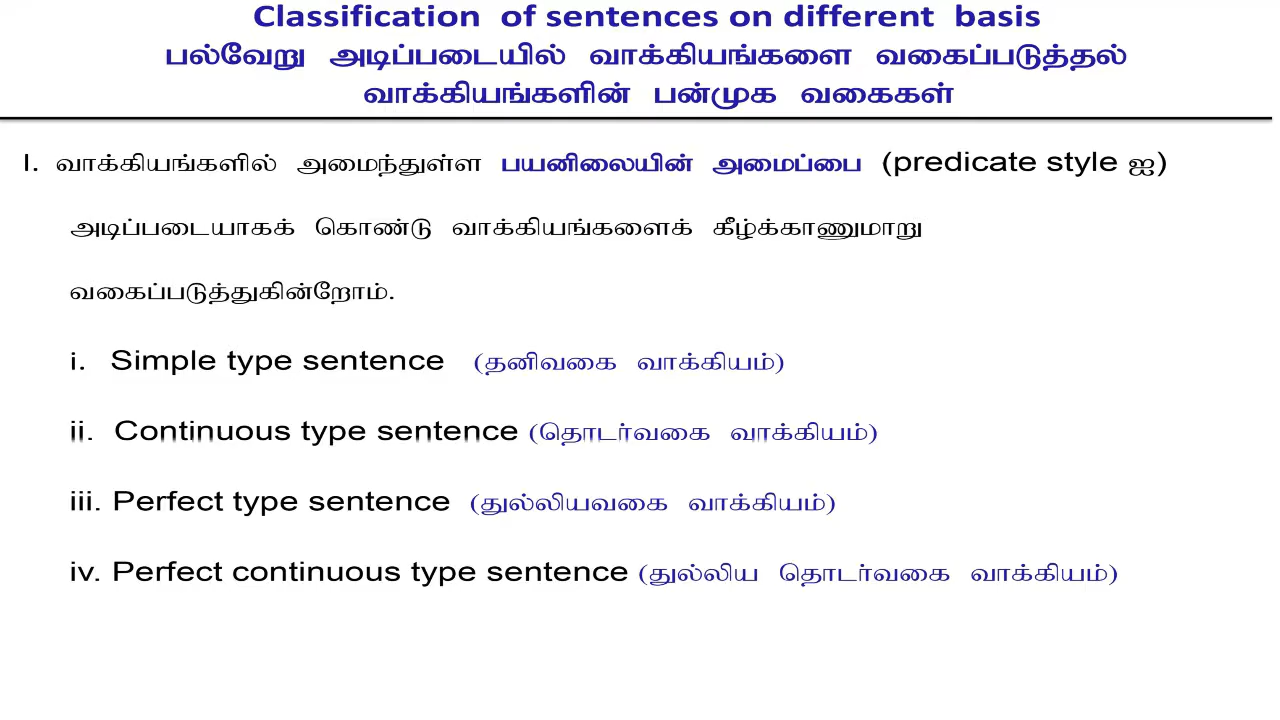 Classification of sentences on different basis
பல்வேறு அடிப்படையில் வாக்கியங்களை வகைப்படுத்தல்
வாக்கியங்களின் பன்முக வகைகள்
I. வாக்கியங்களில் அமைந்துள்ள பயனிலையின் அமைப்பை (predicate style ஐ)
அடிப்படையாகக் கொண்டு வாக்கியங்களைக் கீழ்க்காணுமாறு
வகைப்படுத்துகின்றோம்.
i. Simple type sentence (தனிவகை வாக்கியம்)
ii. Continuous type sentence (தொடர்வகை வாக்கியம்)
iii. Perfect type sentence (துல்லியவகை வாக்கியம்)
iv. Perfect continuous type sentence (துல்லிய தொடர்வகை வாக்கியம்)